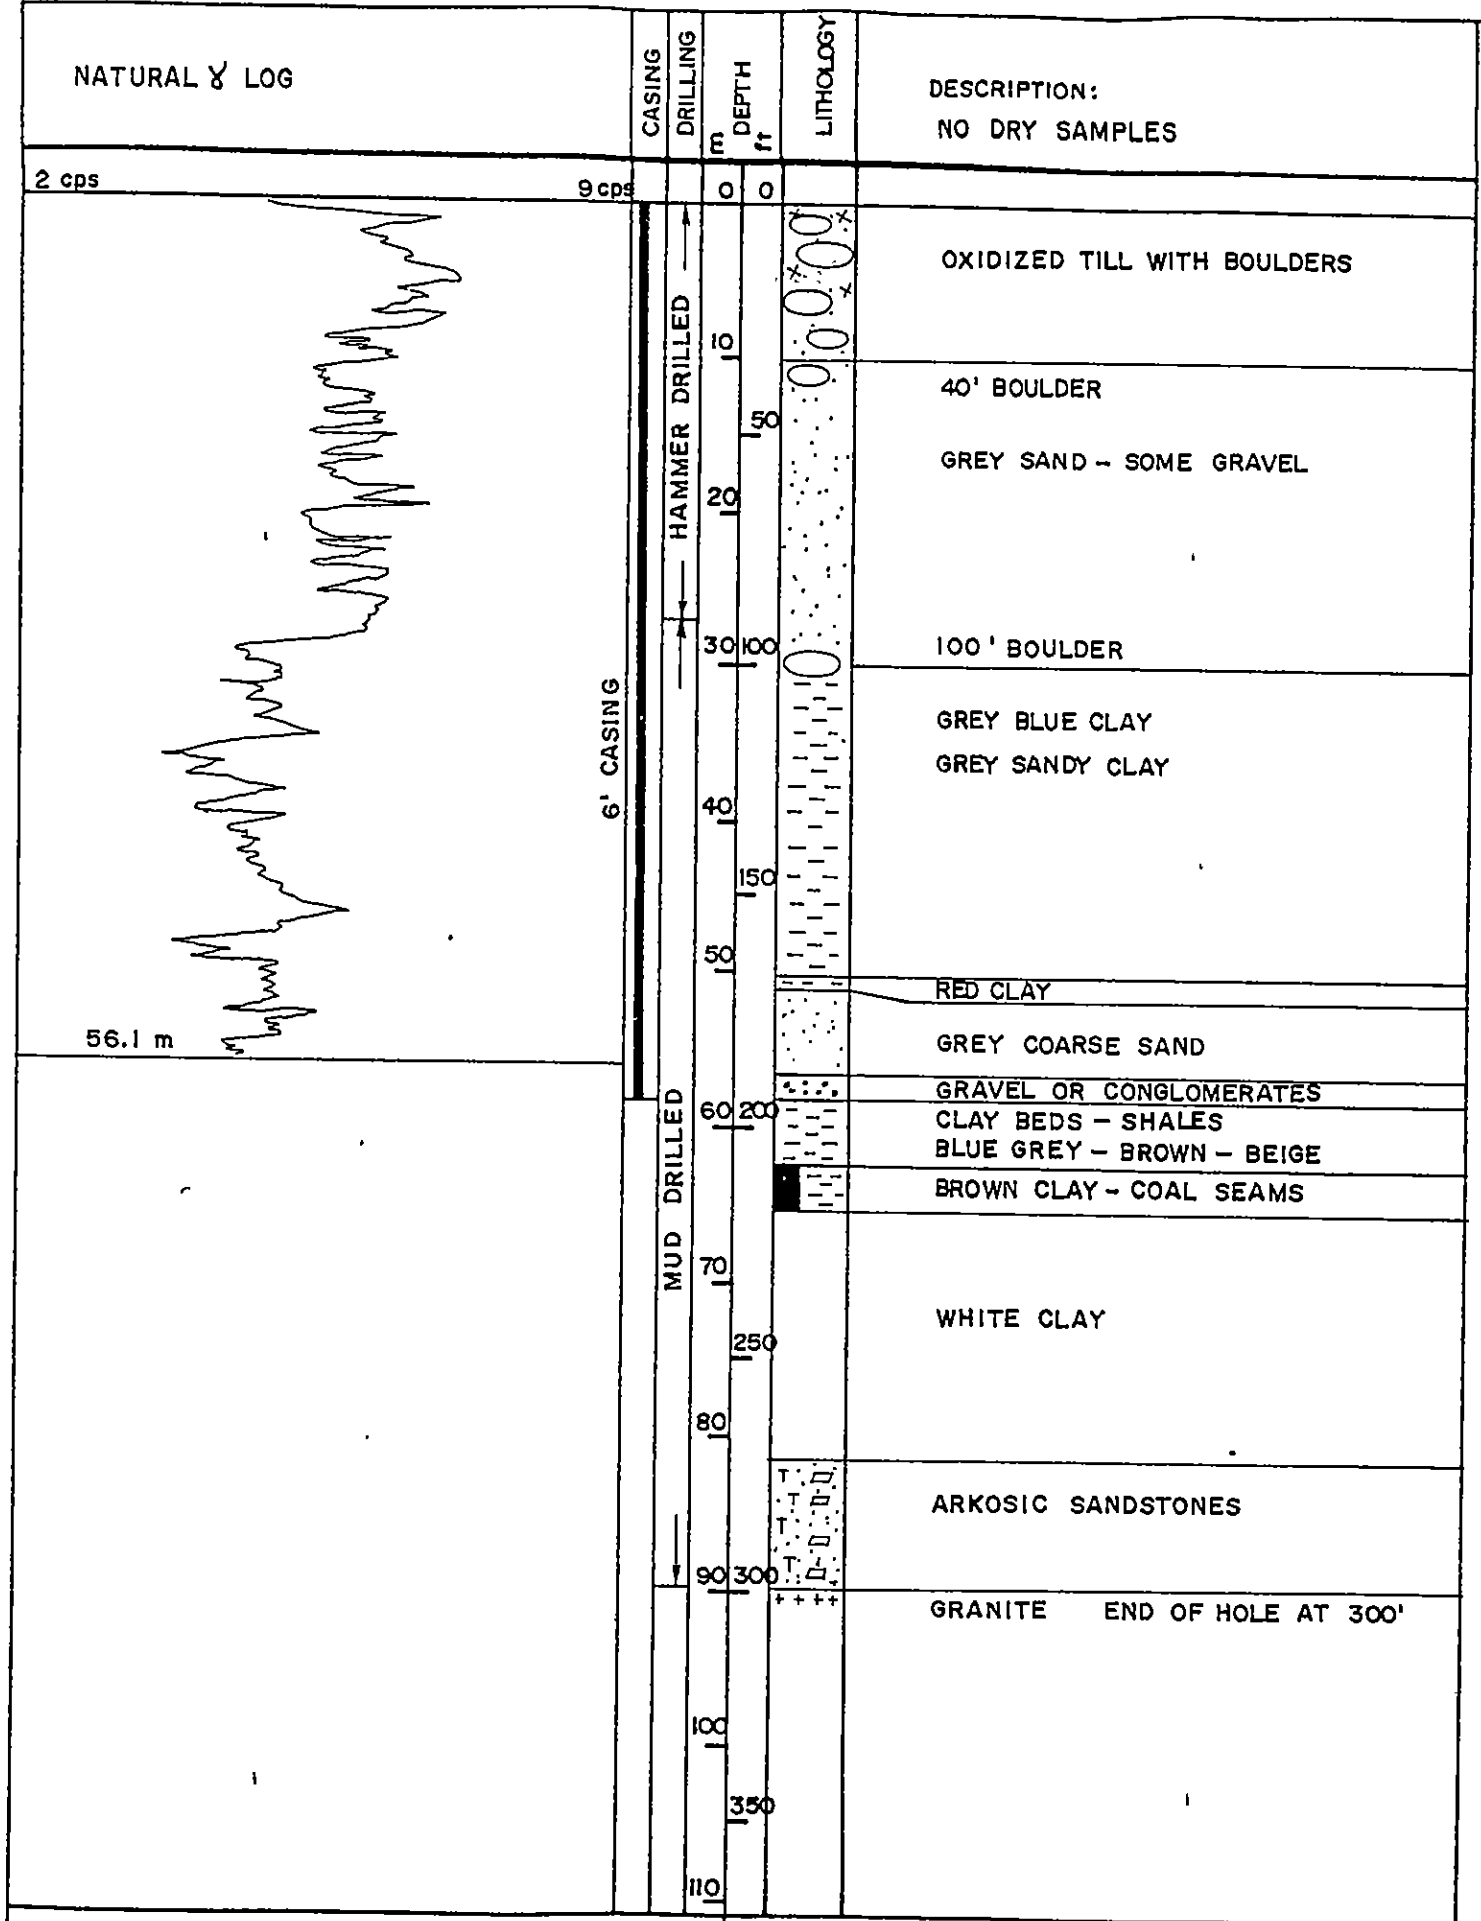 NATURAL γ LOG
CASING
DRILLING
DEPTH
m
ft
LITHOLOGY
DESCRIPTION:
NO DRY SAMPLES
2 cps
9 cps
0 0
OXIDIZED TILL WITH BOULDERS
HAMMER DRILLED
10
40' BOULDER
50
GREY SAND - SOME GRAVEL
20
30 100
100' BOULDER
6' CASING
GREY BLUE CLAY
GREY SANDY CLAY
40
150
50
RED CLAY
56.1 m
GREY COARSE SAND
GRAVEL OR CONGLOMERATES
60 200
CLAY BEDS - SHALES
BLUE GREY - BROWN - BEIGE
MUD DRILLED
BROWN CLAY - COAL SEAMS
70
WHITE CLAY
250
80
ARKOSIC SANDSTONES
90 300
GRANITE END OF HOLE AT 300'
100
350
110